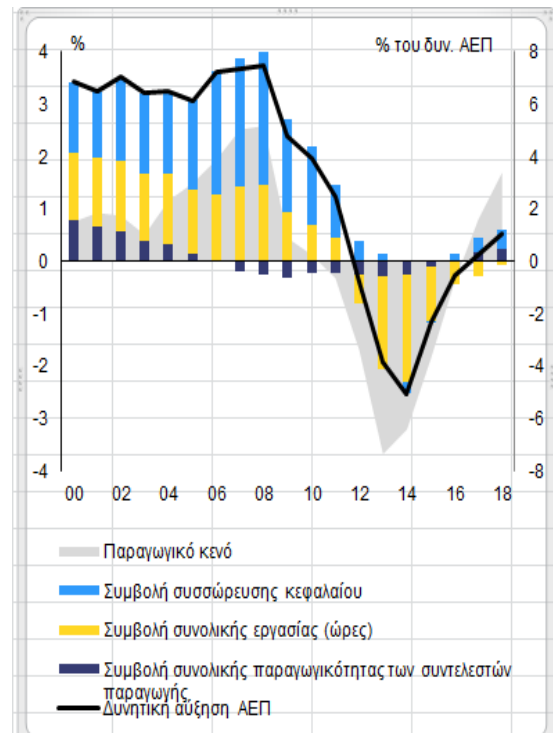 % % του δυν. ΑΕΠ
4 8
3 6
2 4
1 2
0 0
-1 -2
-2 -4
-3 -6
-4 -8
00 02 04 06 08 10 12 14 16 18
Παραγωγικό κενό
Συμβολή συσσώρευσης κεφαλαίου
Συμβολή συνολικής εργασίας (ώρες)
Συμβολή συνολικής παραγωγικότητας των συντελεστών
παραγωγής
Δυνητική αύξηση ΑΕΠ